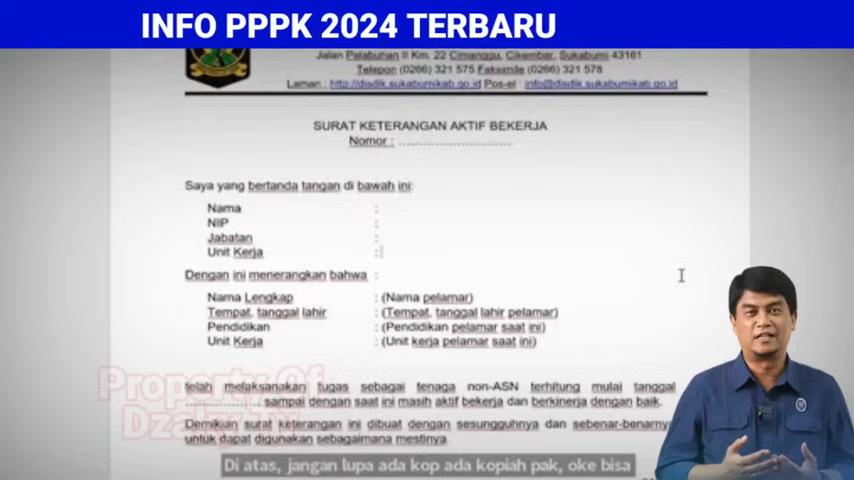 INFO PPPK 2024 TERBARU
Jalan Pelabuhan II Km. 22 Cimanggu, Cikembar, Sukabumi 43161
Telepon (0266) 321 575 Faksimile (0266) 321 578
Laman : http://disdik.sukabumikab.go.id Pos-el : info@disdik.sukabumikab.go.id
SURAT KETERANGAN AKTIF BEKERJA
Nomor : ..............................
Saya yang bertanda tangan di bawah ini:
Nama :
NIP :
Jabatan :
Unit Kerja :
Dengan ini menerangkan bahwa :
Nama Lengkap : (Nama pelamar)
Tempat, tanggal lahir : (Tempat, tanggal lahir pelamar)
Pendidikan : (Pendidikan pelamar saat ini)
Unit Kerja : (Unit kerja pelamar saat ini)
telah melaksanakan tugas sebagai tenaga non-ASN terhitung mulai tanggal
.................... sampai dengan saat ini masih aktif bekerja dan berkinerja dengan baik.
Demikian surat keterangan ini dibuat dengan sesungguhnya dan sebenar-benarnya
untuk dapat digunakan sebagaimana mestinya.
Property Of
Dzaky Tv
Di atas, jangan lupa ada kop ada kopiah pak, oke bisa